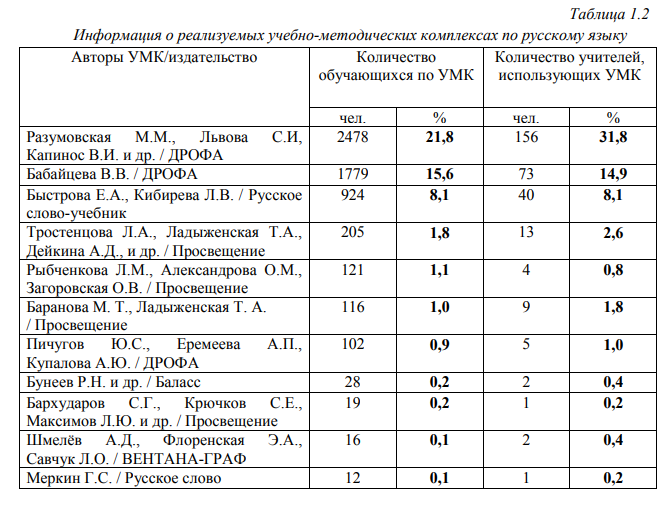 Таблица 1.2
Информация о реализуемых учебно-методических комплексах по русскому языку
Авторы УМК/издательство Количество обучающихся по УМК Количество учителей, использующих УМК
чел. % чел. %
Разумовская М.М., Львова С.И, 2478 21,8 156 31,8
Капинос В.И. и др. / ДРОФА
Бабайцева В.В. / ДРОФА 1779 15,6 73 14,9
Быстрова Е.А., Кибирева Л.В. / Русское 924 8,1 40 8,1
слово-учебник
Тростенцова Л.А., Ладыженская Т.А., 205 1,8 13 2,6
Дейкина А.Д., и др. / Просвещение
Рыбченкова Л.М., Александрова О.М., 121 1,1 4 0,8
Загоровская О.В. / Просвещение
Баранова М. Т., Ладыженская Т. А. 116 1,0 9 1,8
/ Просвещение
Пичугов Ю.С., Еремеева А.П., 102 0,9 5 1,0
Купалова А.Ю. / ДРОФА
Бунеев Р.Н. и др. / Баласс 28 0,2 2 0,4
Бархударов С.Г., Крючков С.Е., 19 0,2 1 0,2
Максимов Л.Ю. и др. / Просвещение
Шмелёв А.Д., Флоренская Э.А., 16 0,1 2 0,4
Савчук Л.О. / ВЕНТАНА-ГРАФ
Меркин Г.С. / Русское слово 12 0,1 1 0,2